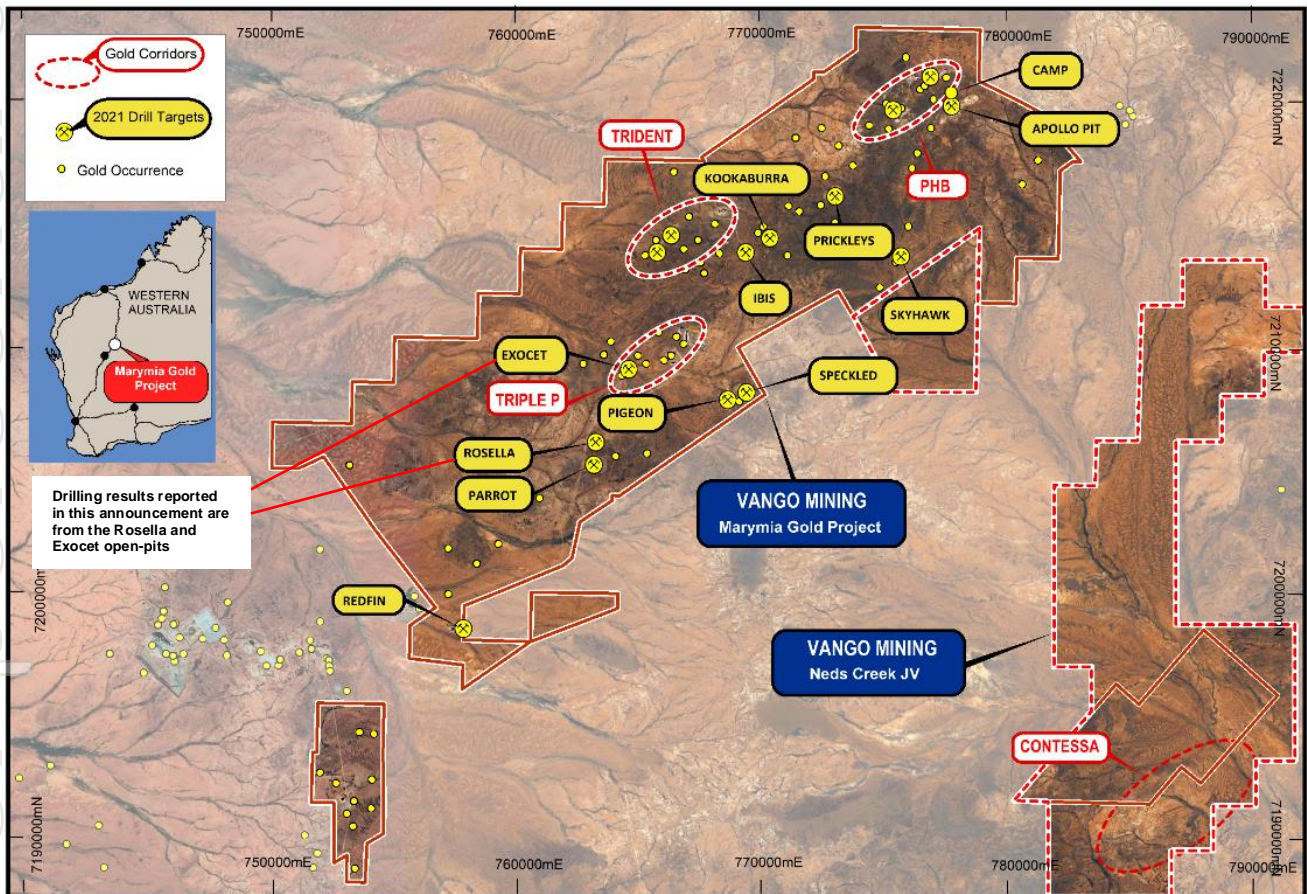 750000mE
760000mE
770000mE
780000mE
790000mE
Gold Corridors
2021 Drill Targets
Gold Occurrence
WESTERN
AUSTRALIA
Marymia Gold
Project
Drilling results reported
in this announcement are
from the Rosella and
Exocet open-pits
CAMP
7220000mN
APOLLO PIT
TRIDENT
PHB
KOOKABURRA
PRICKLEYS
IBIS
SKYHAWK
7210000mN
EXOCET
SPECKLED
TRIPLE P
PIGEON
ROSELLA
PARROT
VANGO MINING
Marymia Gold Project
7200000mN
7200000mN
REDFIN
VANGO MINING
Neds Creek JV
CONTESSA
7190000mN
7190000mN
750000mE
760000mE
770000mE
780000mE
790000mE